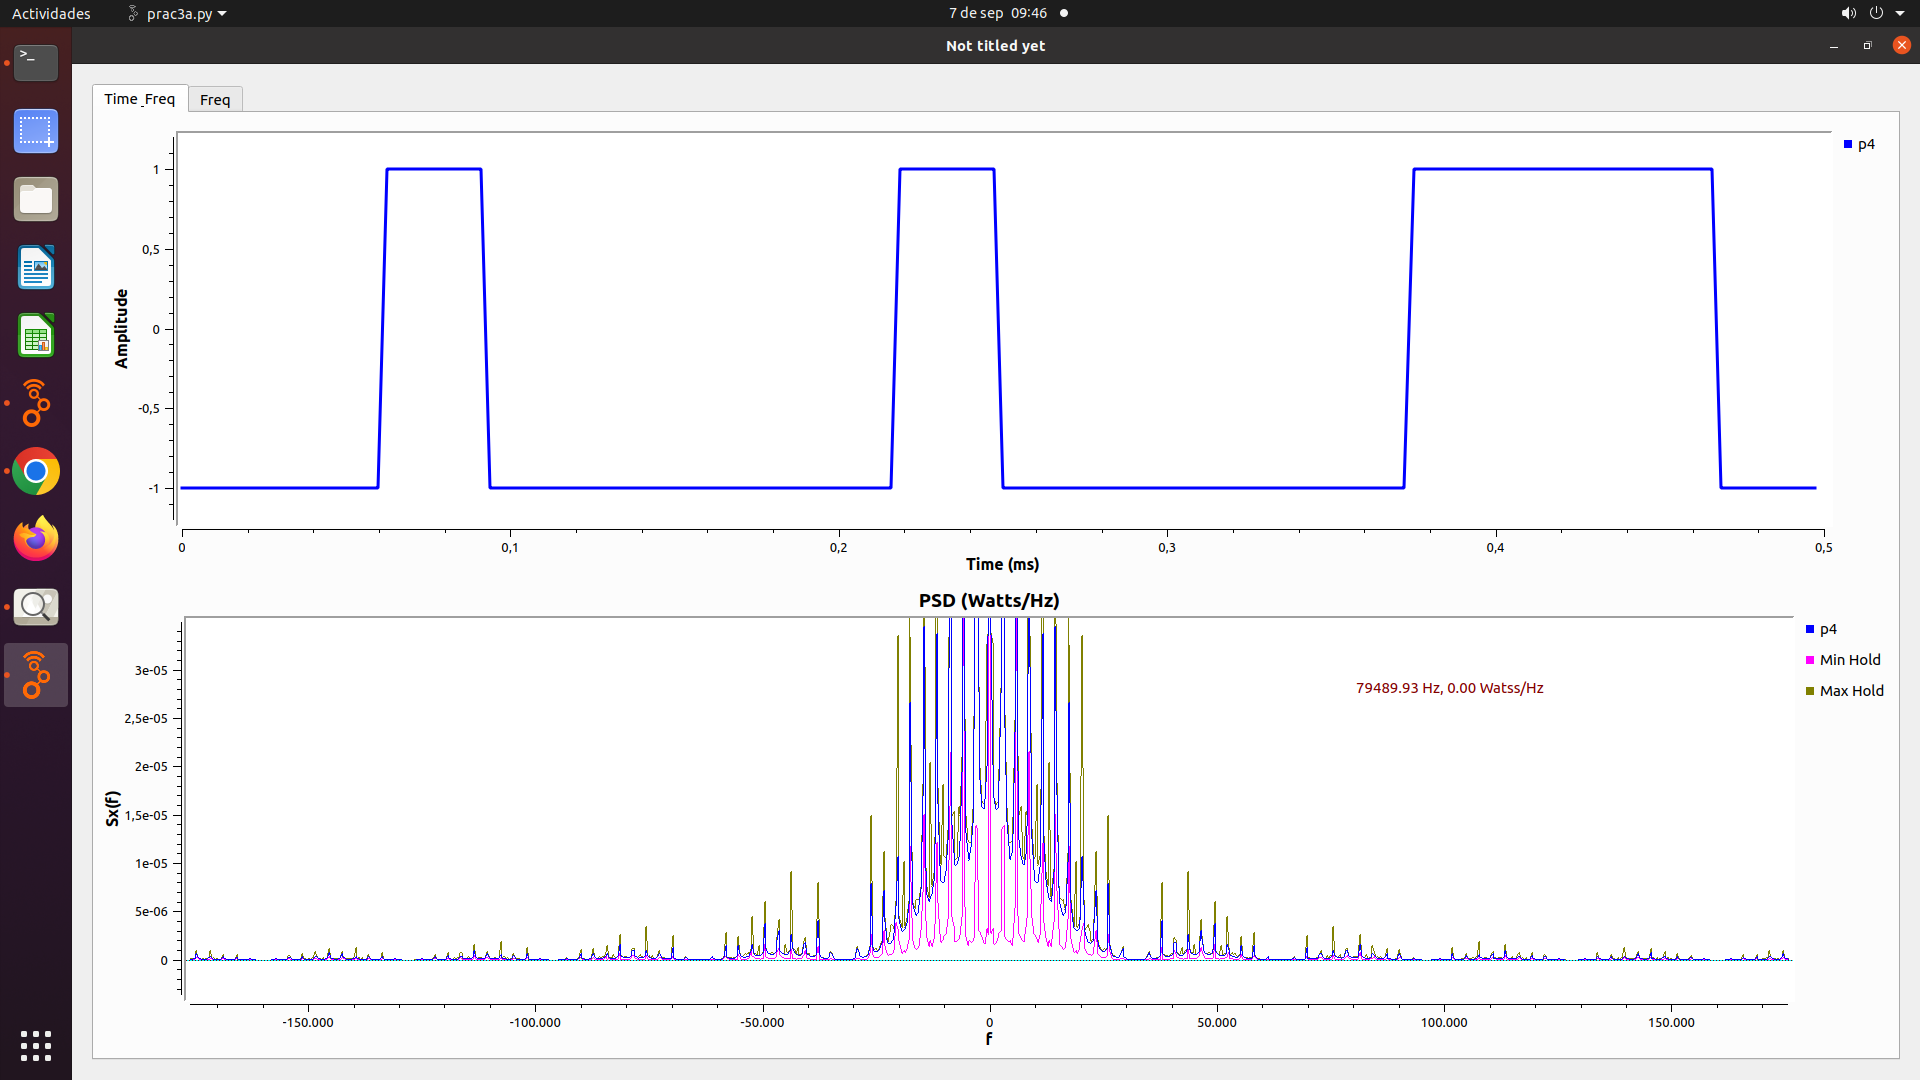 Actividades prac3a.py 7 de sep 09:46
Not titled yet
>_
Time_Freq Freq
p4
1
0,5
0
-0,5
-1
Amplitude
0 0,1 0,2 0,3 0,4 0,5
Time (ms)
PSD (Watts/Hz)
p4
Min Hold
Max Hold
79489.93 Hz, 0.00 Watss/Hz
3e-05
2,5e-05
2e-05
1,5e-05
1e-05
5e-06
0
Sx(f)
-150.000 -100.000 -50.000 0 50.000 100.000 150.000
f